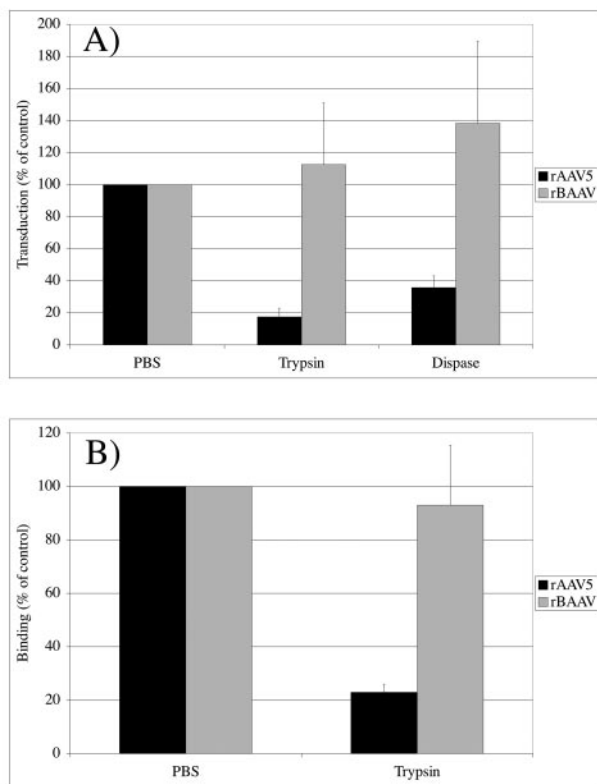 A)
Transduction (% of control)
200
180
160
140
120
100
80
60
40
20
0
PBS
Trypsin
Dispase
rAAV5
rBAAV
B)
Binding (% of control)
120
100
80
60
40
20
0
PBS
Trypsin
rAAV5
rBAAV